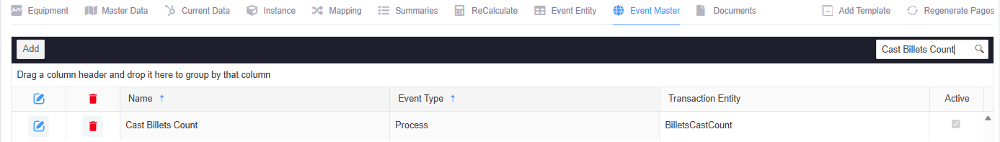 Equipment Master Data Current Data Instance Mapping Summaries ReCalculate Event Entity Event Master Documents Add Template Regenerate Pages
Add Cast Billets Count
Drag a column header and drop it here to group by that column
Name ↑ Event Type ↑ Transaction Entity Active
Cast Billets Count Process BilletsCastCount